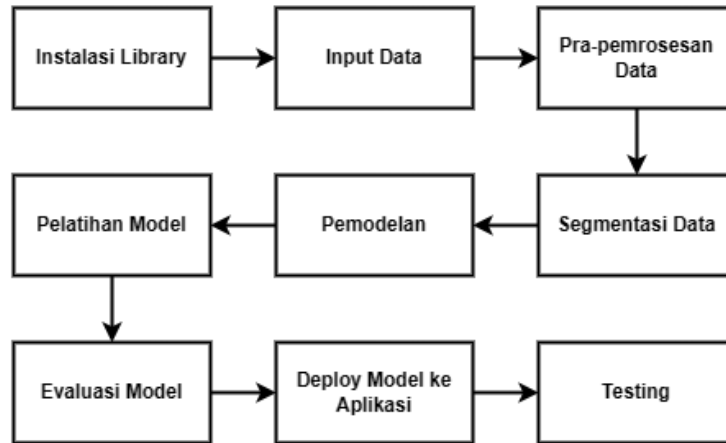 Instalasi Library
Input Data
Pra-pemrosesan
Data
Pelatihan Model
Pemodelan
Segmentasi Data
Evaluasi Model
Deploy Model ke
Aplikasi
Testing